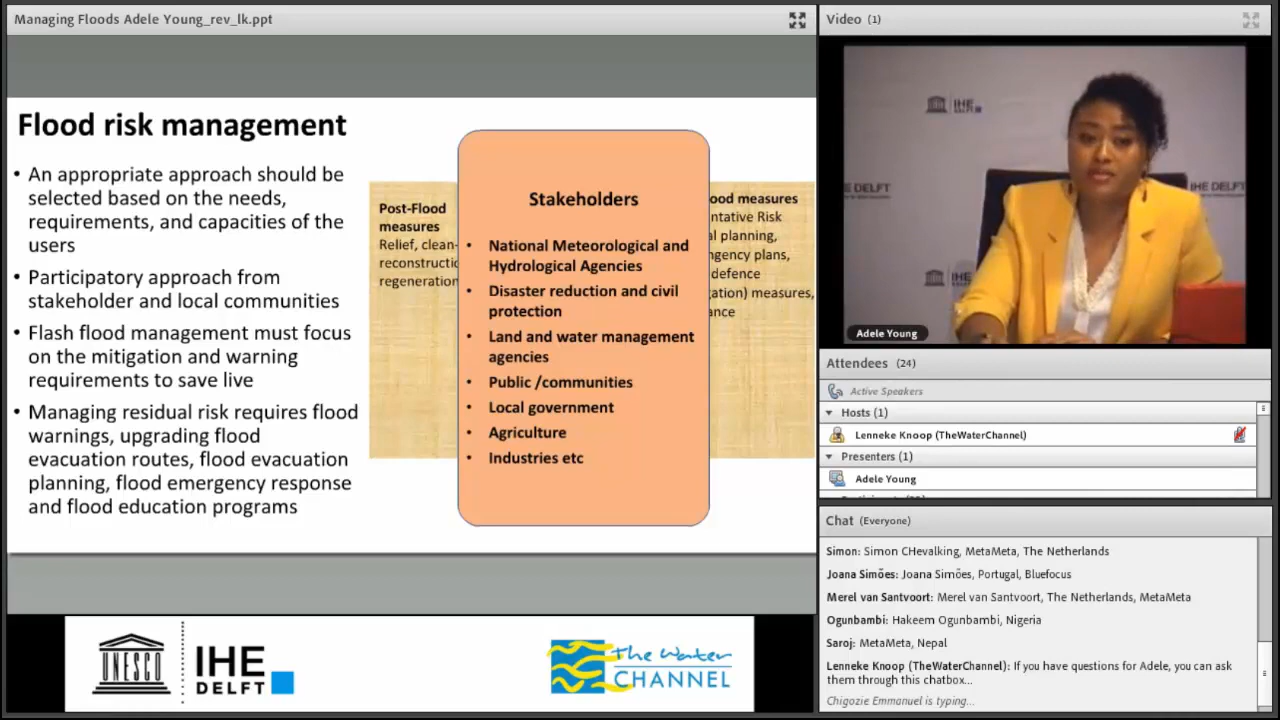 Managing Floods Adele Young_rev_lk.ppt
Flood risk management
• An appropriate approach should be
selected based on the needs,
requirements, and capacities of the
users
• Participatory approach from
stakeholder and local communities
• Flash flood management must focus
on the mitigation and warning
requirements to save live
• Managing residual risk requires flood
warnings, upgrading flood
evacuation routes, flood evacuation
planning, flood emergency response
and flood education programs
Post-Flood
measures
Relief, clean-
reconstructio
regeneration
Stakeholders
• National Meteorological and
Hydrological Agencies
• Disaster reduction and civil
protection
• Land and water management
agencies
• Public /communities
• Local government
• Agriculture
• Industries etc
ood measures
ntative Risk
al planning,
ngency plans,
defence
ation) measures,
ance
UNESCO
IHE
DELFT
The Water
CHANNEL
Video (1)
IHE
DELFT
IHE DELFT
IHE DELFT
IHE
Adele Young
Attendees (24)
Active Speakers
Hosts (1)
Lenneke Knoop (TheWaterChannel)
Presenters (1)
Adele Young
Chat (Everyone)
Simon: Simon CHevalking, MetaMeta, The Netherlands
Joana Simões: Joana Simões, Portugal, Bluefocus
Merel van Santvoort: Merel van Santvoort, The Netherlands, MetaMeta
Ogunbambi: Hakeem Ogunbambi, Nigeria
Saroj: MetaMeta, Nepal
Lenneke Knoop (TheWaterChannel): If you have questions for Adele, you can ask
them through this chatbox...
Chigozie Emmanuel is typing...